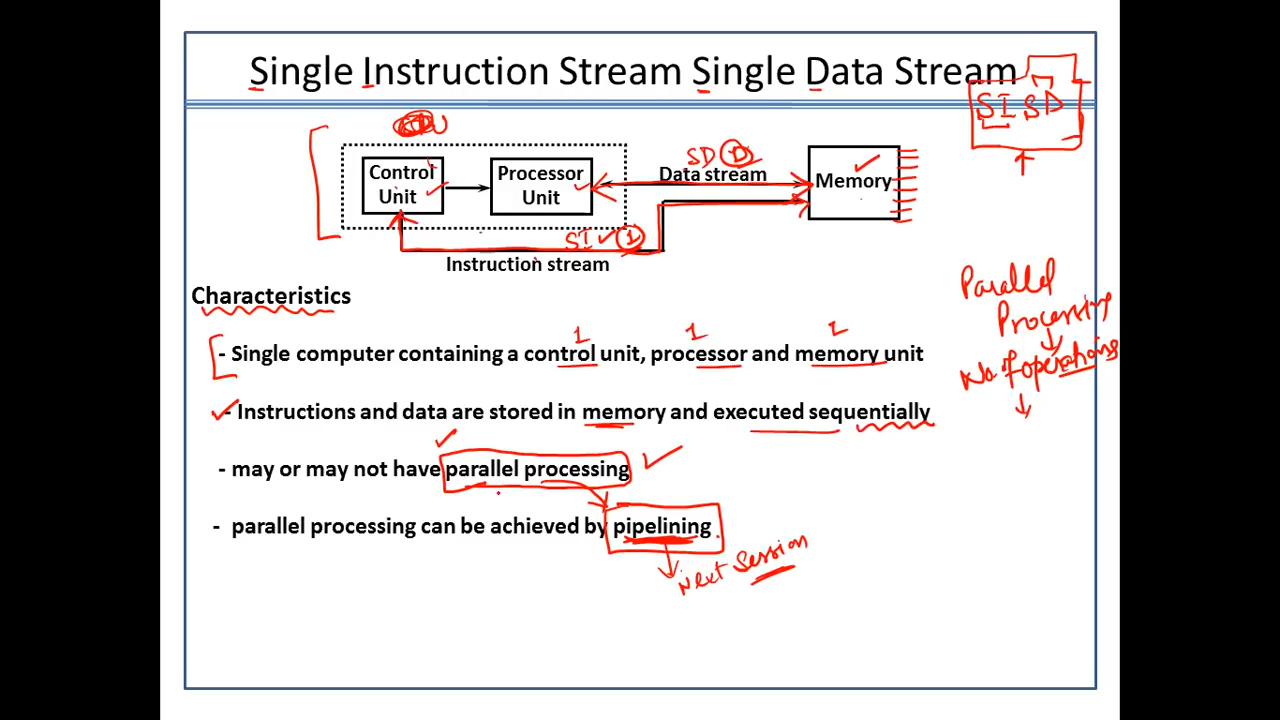 Single Instruction Stream Single Data Stream
SI SD
Control
Unit
Processor
Unit
SD
Data stream
Memory
SI 1
Instruction stream
Characteristics
Parallel
Processing
1 1 1
- Single computer containing a control unit, processor and memory unit
No of operations
- Instructions and data are stored in memory and executed sequentially
- may or may not have parallel processing
- parallel processing can be achieved by pipelining.
Next Session